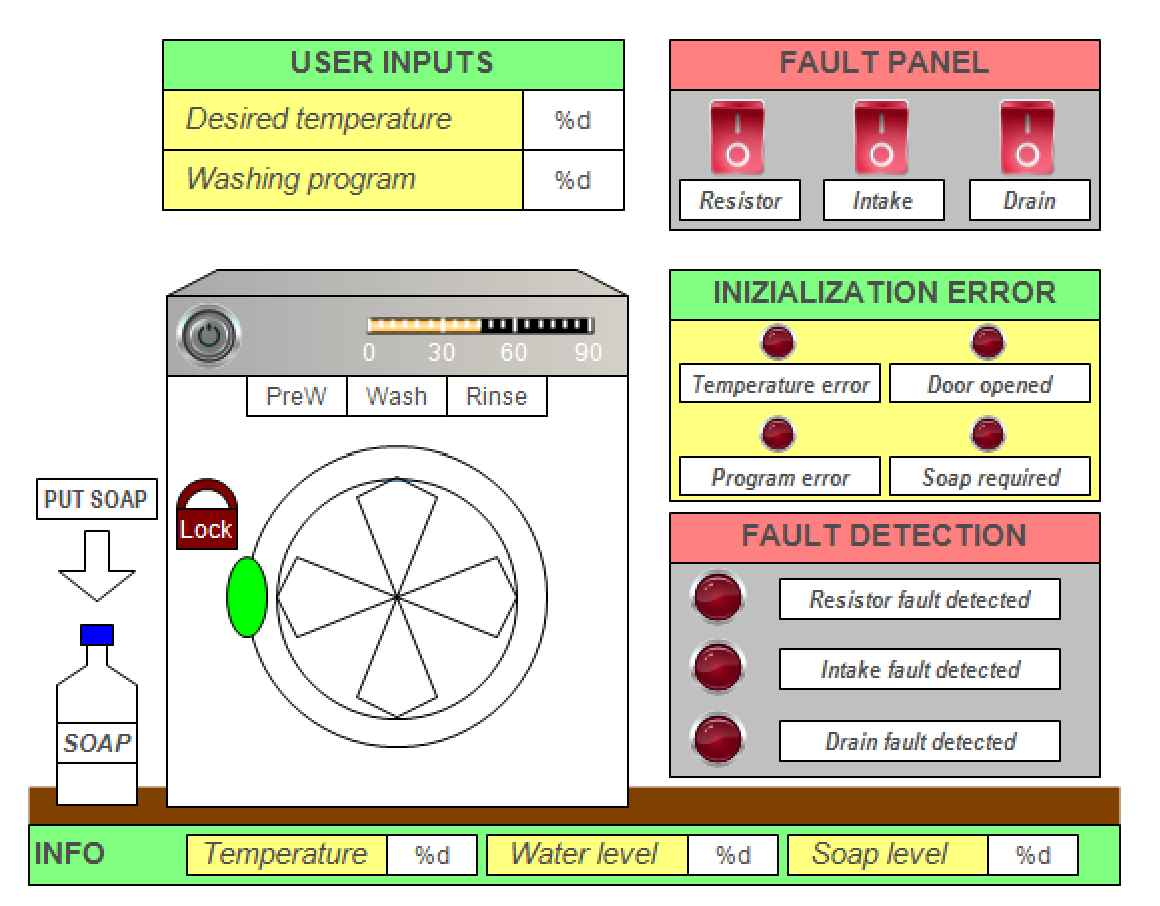 USER INPUTS
Desired temperature %d
Washing program %d
FAULT PANEL
Resistor Intake Drain
0 30 60 90
PreW Wash Rinse
Lock
PUT SOAP
SOAP
INIZIALIZATION ERROR
Temperature error Door opened
Program error Soap required
FAULT DETECTION
Resistor fault detected
Intake fault detected
Drain fault detected
INFO Temperature %d Water level %d Soap level %d